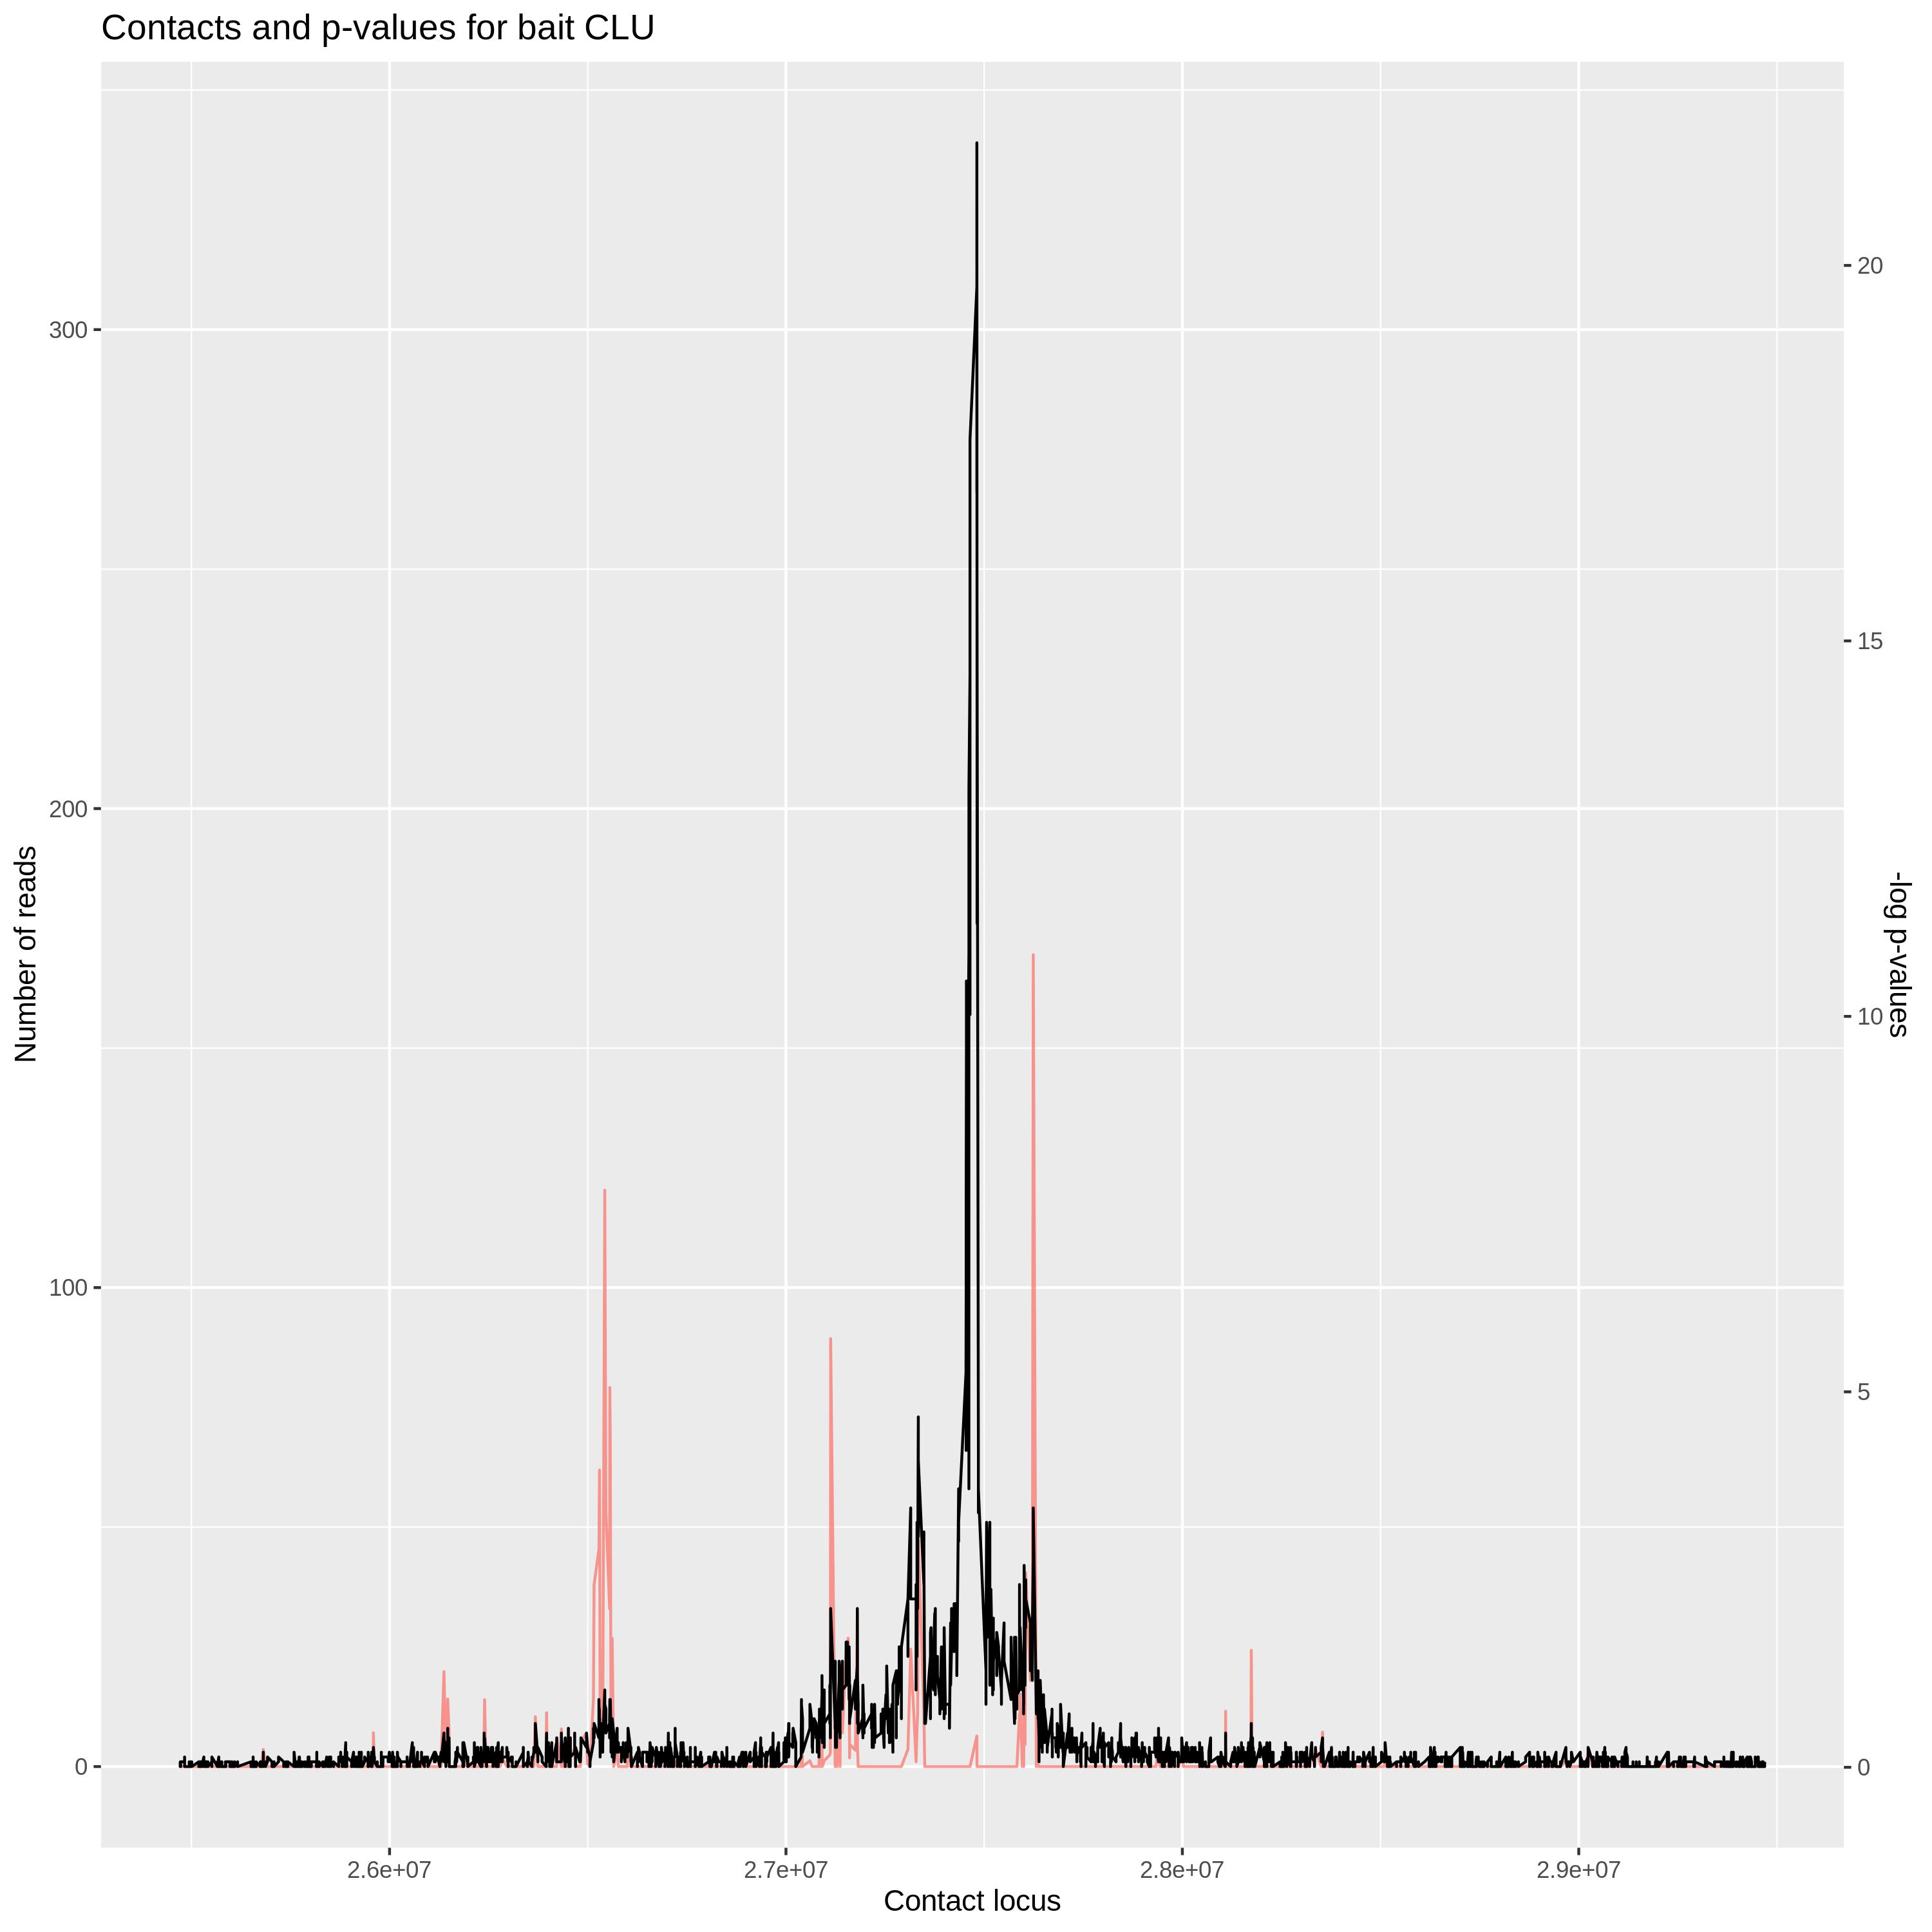 Contacts and p-values for bait CLU
Number of reads
300
200
100
0
20
15
10
5
0
-log p-values
2.6e+07
2.7e+07
2.8e+07
2.9e+07
Contact locus